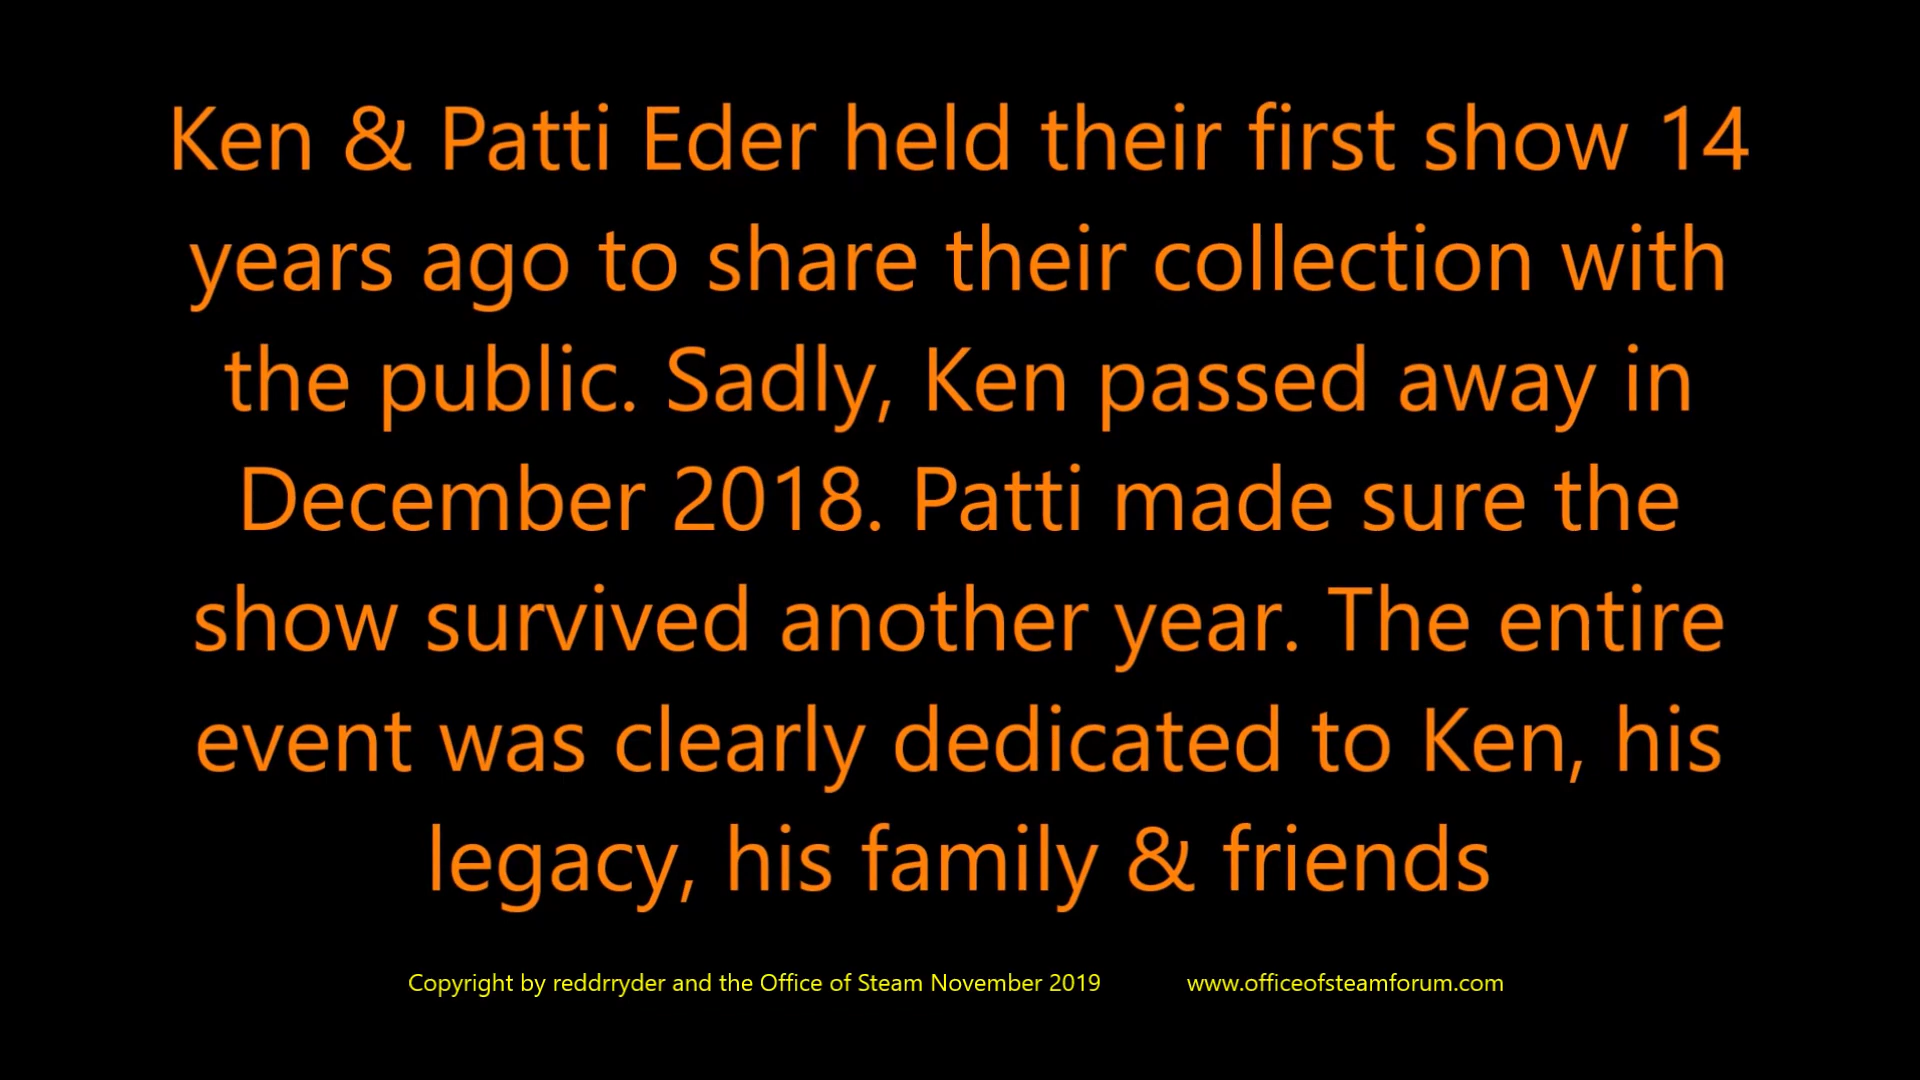 Ken & Patti Eder held their first show 14
years ago to share their collection with
the public. Sadly, Ken passed away in
December 2018. Patti made sure the
show survived another year. The entire
event was clearly dedicated to Ken, his
legacy, his family & friends
Copyright by reddrryder and the Office of Steam November 2019 www.officeofsteamforum.com